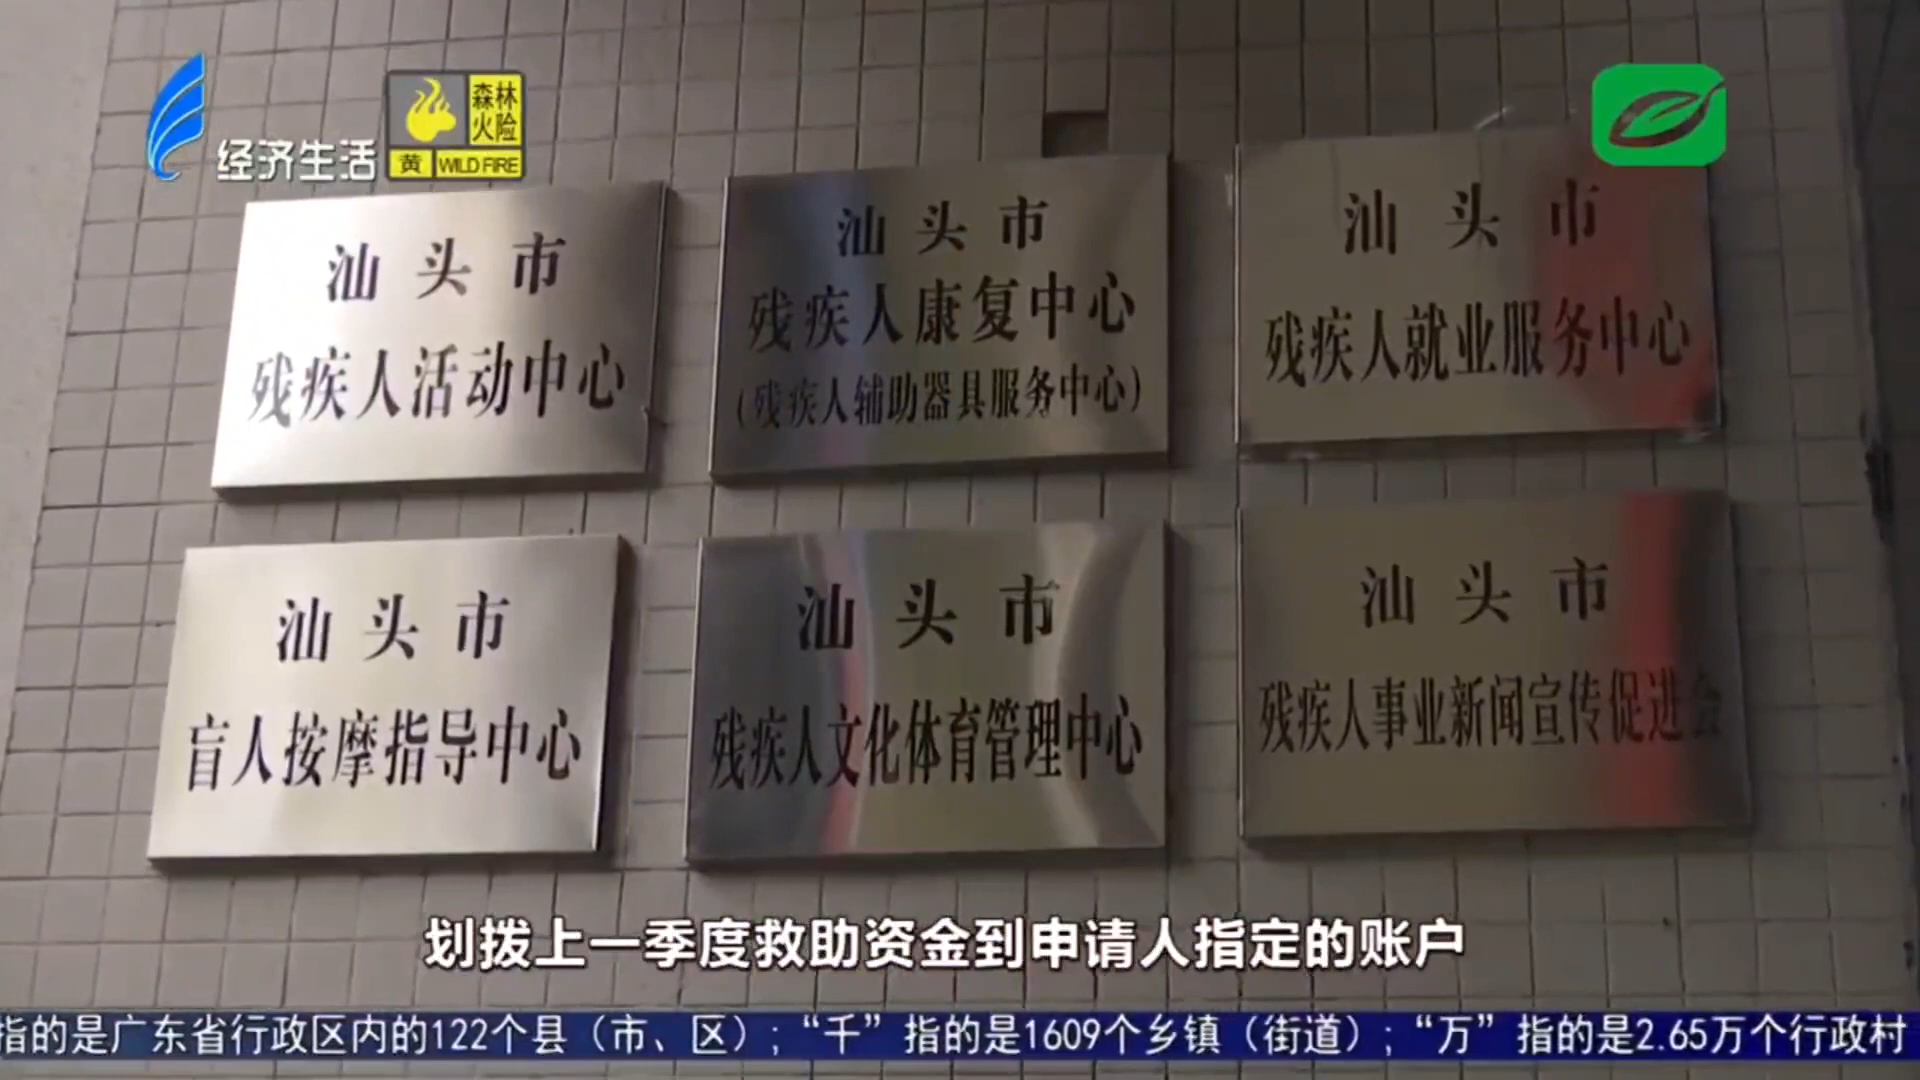 经济生活
森林
火险
黄 WILD FIRE
汕头市
残疾人活动中心
汕头市
残疾人康复中心
(残疾人辅助器具服务中心)
汕头市
残疾人就业服务中心
汕头市
盲人按摩指导中心
汕头市
残疾人文化体育管理中心
汕头市
残疾人事业新闻宣传促进会
划拨上一季度救助资金到申请人指定的账户
指的是广东省行政区内的122个县（市、区）;“千”指的是1609个乡镇（街道）;“万”指的是2.65万个行政村